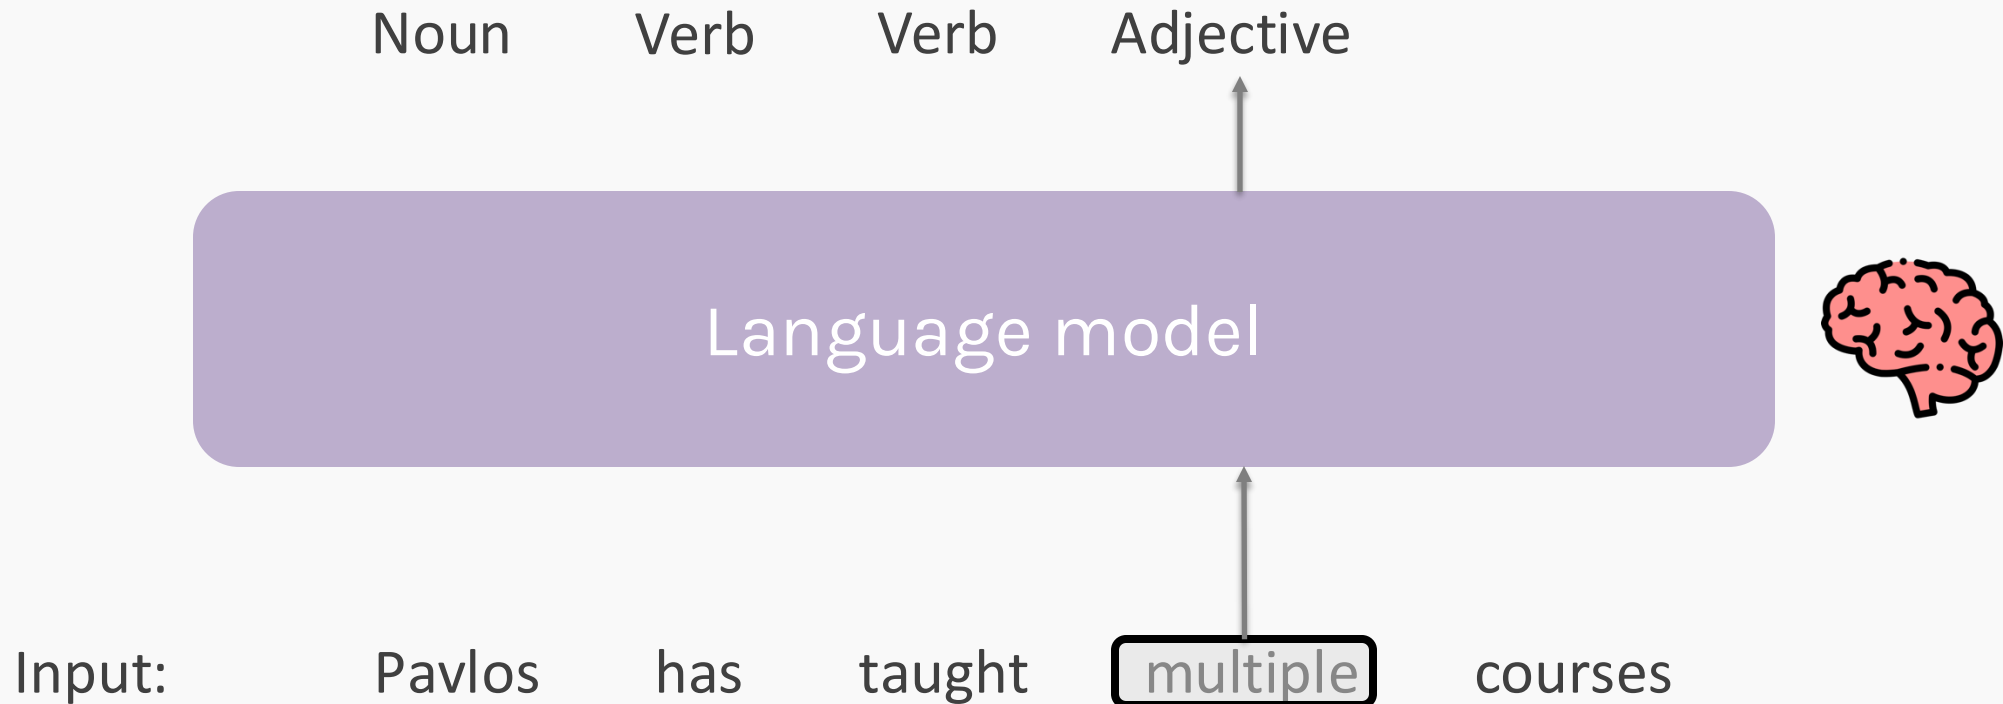 Noun Verb Verb Adjective
Language model
Input: Pavlos has taught multiple courses